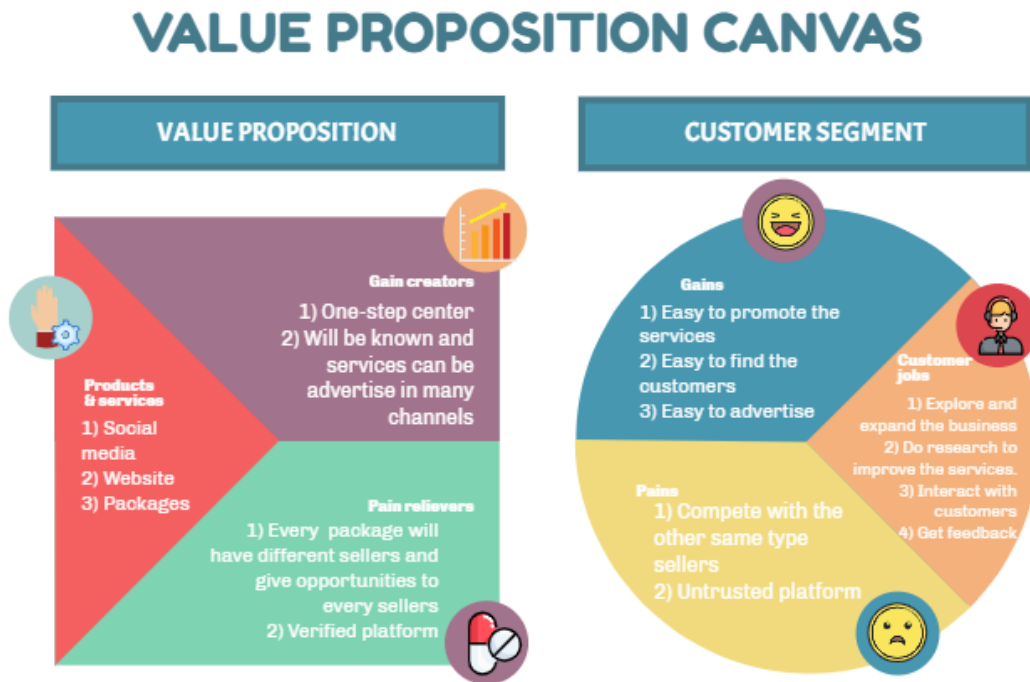 VALUE PROPOSITION CANVAS
VALUE PROPOSITION
Gain creators
1) One-step center
2) Will be known and
services can be
advertise in many
channels
Products
& services
1) Social
media
2) Website
3) Packages
Pain relievers
1) Every package will
have different sellers and
give opportunities to
every sellers
2) Verified platform
CUSTOMER SEGMENT
Gains
1) Easy to promote the
services
2) Easy to find the
customers
3) Easy to advertise
Customer
jobs
1) Explore and
expand the business
2) Do research to
improve the services.
3) Interact with
customers
4) Get feedback
Pains
1) Compete with the
other same type
sellers
2) Untrusted platform